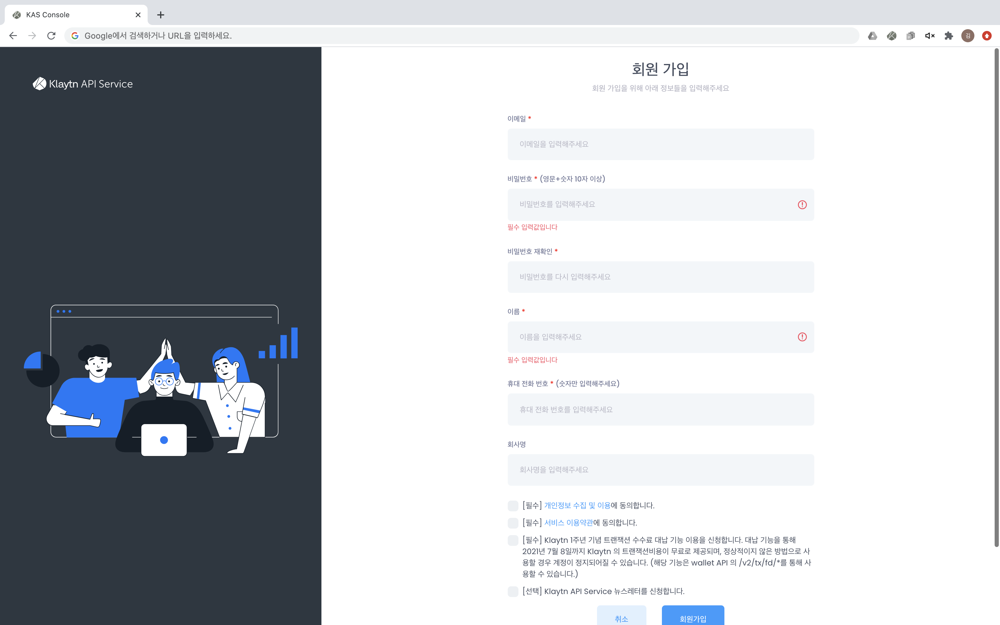 KAS Console
Google에서 검색하거나 URL을 입력하세요.
김
Klaytn API Service
회원 가입
회원 가입을 위해 아래 정보들을 입력해주세요
이메일 *
이메일을 입력해주세요
비밀번호 * (영문+숫자 10자 이상)
비밀번호를 입력해주세요
필수 입력값입니다
비밀번호 재확인 *
비밀번호를 다시 입력해주세요
이름 *
이름을 입력해주세요
필수 입력값입니다
휴대 전화 번호 * (숫자만 입력해주세요)
휴대 전화 번호를 입력해주세요
회사명
회사명을 입력해주세요
[필수] 개인정보 수집 및 이용에 동의합니다.
[필수] 서비스 이용약관에 동의합니다.
[필수] Klaytn 1주년 기념 트랜잭션 수수료 대납 기능 이용을 신청합니다. 대납 기능을 통해
2021년 7월 8일까지 Klaytn 의 트랜잭션비용이 무료로 제공되며, 정상적이지 않은 방법으로 사
용할 경우 계정이 정지되어질 수 있습니다. (해당 기능은 wallet API 의 /v2/tx/fd/*를 통해 사
용할 수 있습니다.)
[선택] Klaytn API Service 뉴스레터를 신청합니다.
취소
회원가입